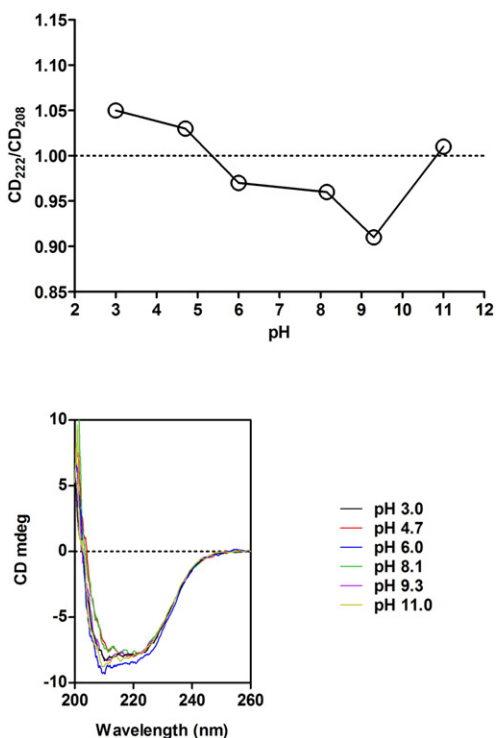 1.15
1.10
1.05
1.00
0.95
0.90
0.85
CD222/CD208
2 3 4 5 6 7 8 9 10 11 12
pH
10
5
0
-5
-10
CD mdeg
200 220 240 260
Wavelength (nm)
pH 3.0
pH 4.7
pH 6.0
pH 8.1
pH 9.3
pH 11.0